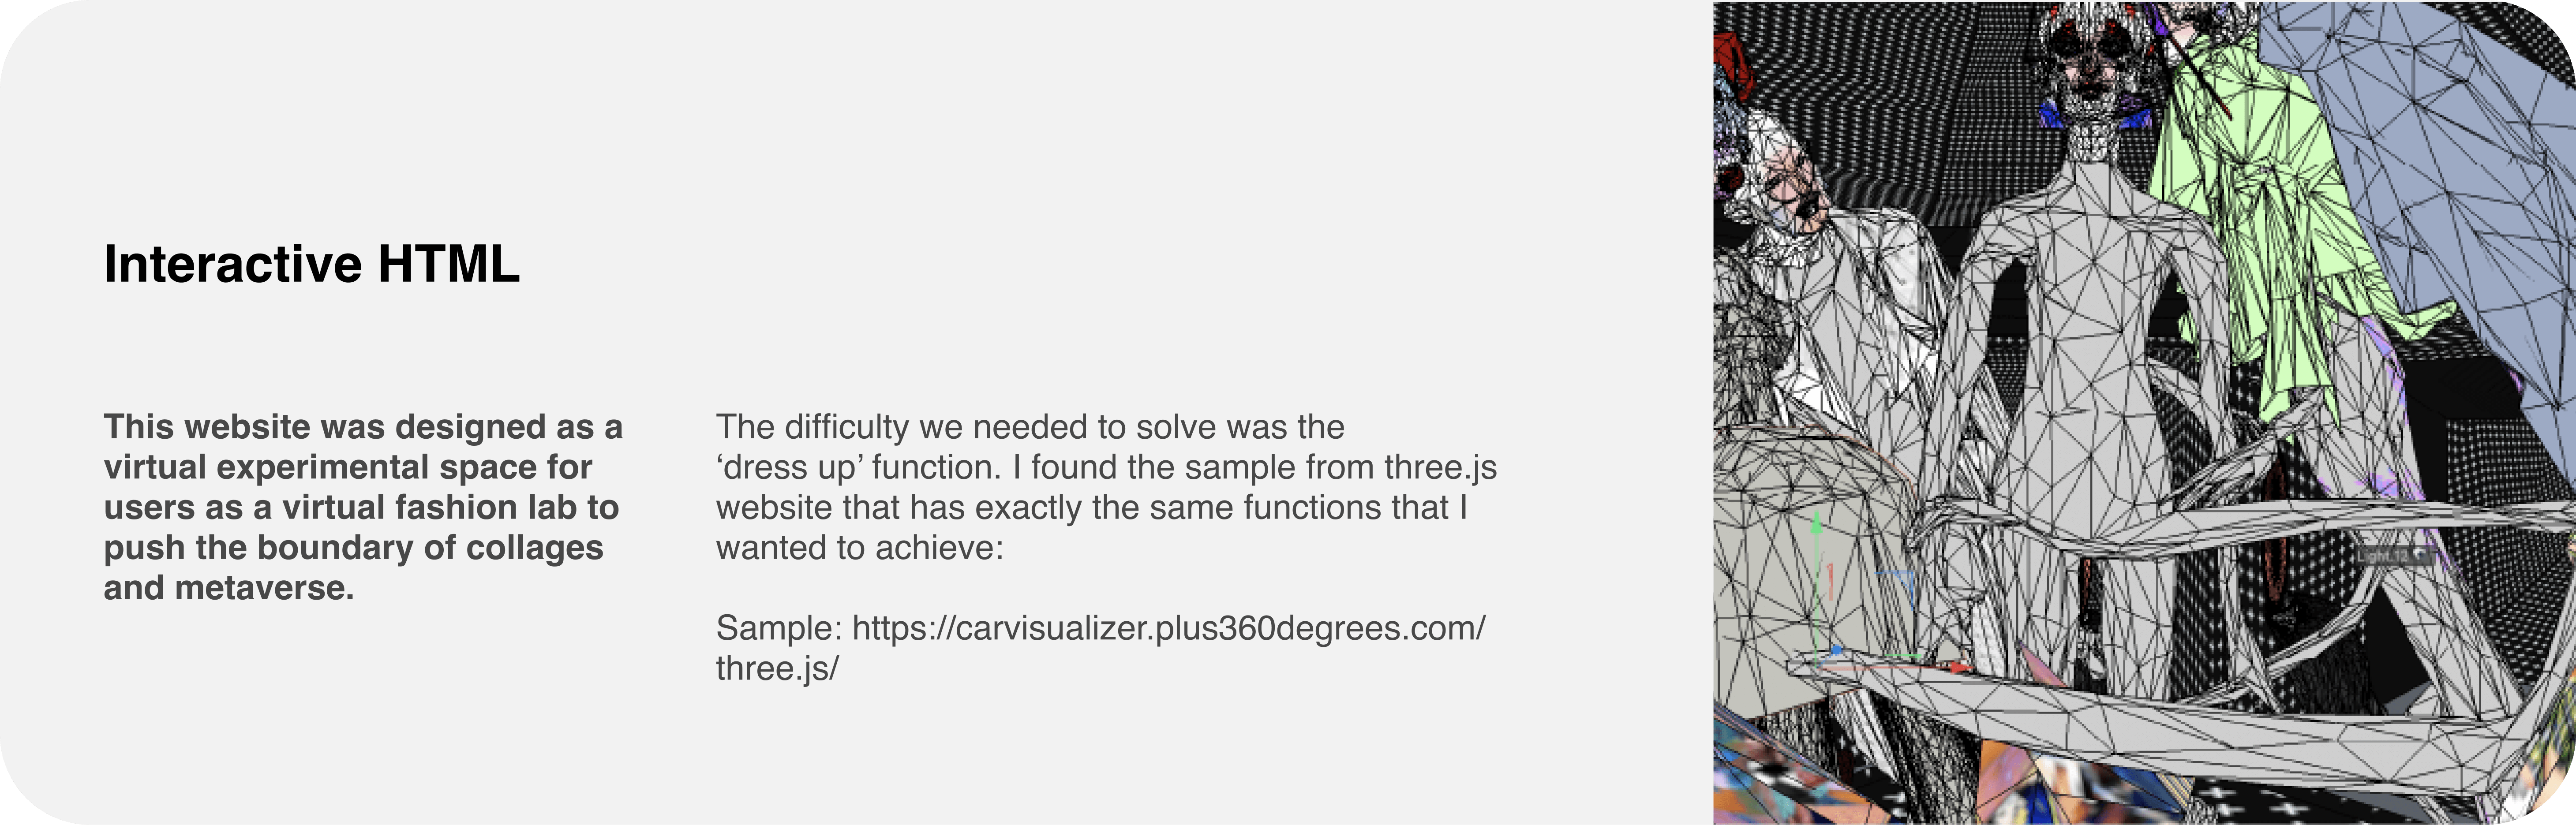 Interactive HTML
This website was designed as a
virtual experimental space for
users as a virtual fashion lab to
push the boundary of collages
and metaverse.
The difficulty we needed to solve was the
‘dress up’ function. I found the sample from three.js
website that has exactly the same functions that I
wanted to achieve:
Sample: https://carvisualizer.plus360degrees.com/
three.js/
Light.13